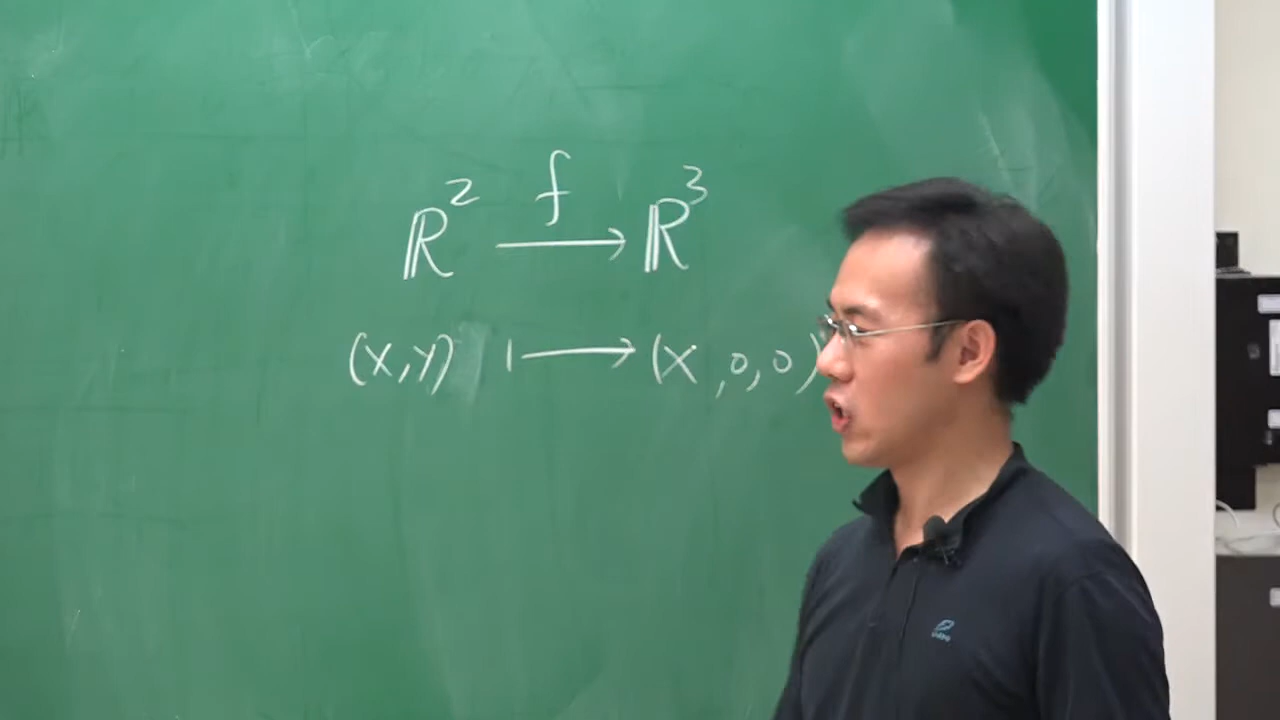 ℝ² —f→ ℝ³
(x,y) ↦ (x,0,0)